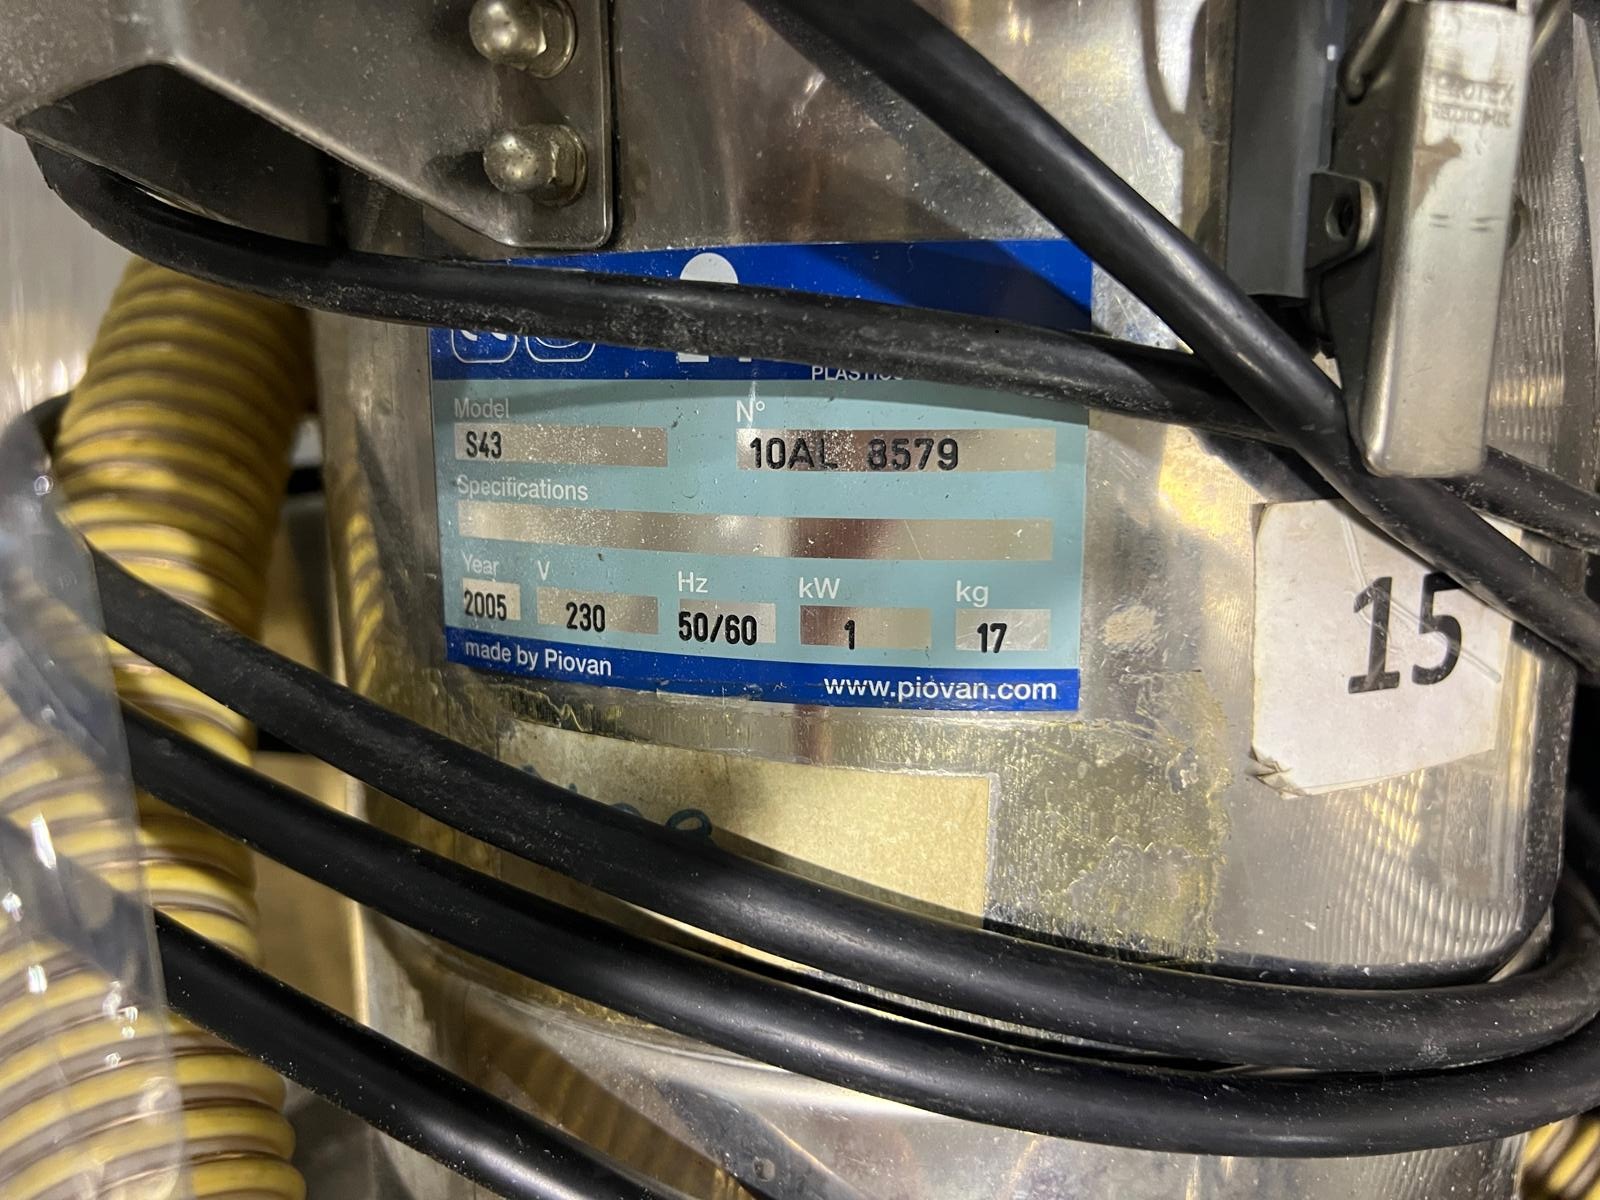 PLASTICS
Model
N°
S43
10AL 8579
Specifications
Year
V
Hz
kW
kg
2005
230
50/60
1
17
made by Piovan
www.piovan.com
15